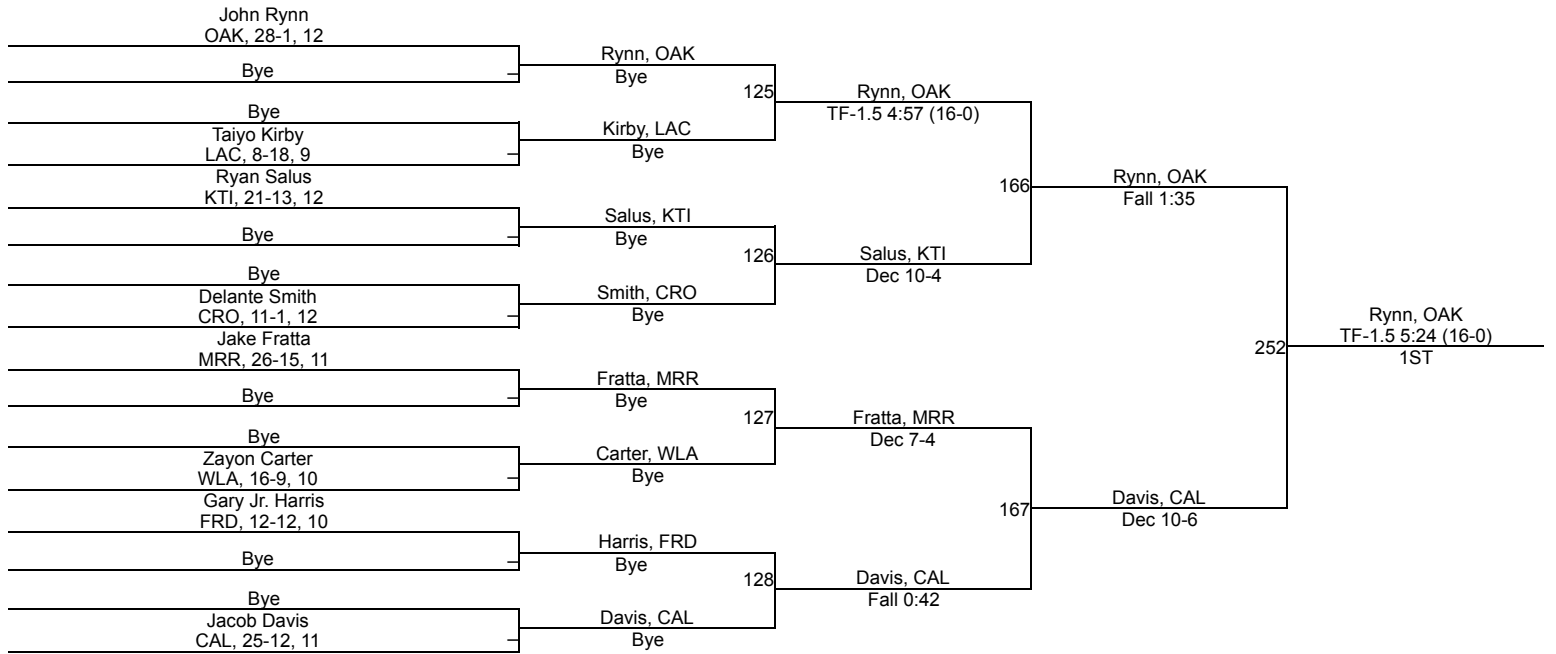 John Rynn
OAK, 28-1, 12
Bye
Bye
Taiyo Kirby
LAC, 8-18, 9
Ryan Salus
KTI, 21-13, 12
Bye
Bye
Delante Smith
CRO, 11-1, 12
Jake Fratta
MRR, 26-15, 11
Bye
Bye
Zayon Carter
WLA, 16-9, 10
Gary Jr. Harris
FRD, 12-12, 10
Bye
Bye
Jacob Davis
CAL, 25-12, 11
Rynn, OAK
Bye
125
Kirby, LAC
Bye
Salus, KTI
Bye
126
Smith, CRO
Bye
Fratta, MRR
Bye
127
Carter, WLA
Bye
Harris, FRD
Bye
128
Davis, CAL
Bye
Rynn, OAK
TF-1.5 4:57 (16-0)
166
Salus, KTI
Dec 10-4
Fratta, MRR
Dec 7-4
167
Davis, CAL
Fall 0:42
Rynn, OAK
Fall 1:35
252
Davis, CAL
Dec 10-6
Rynn, OAK
TF-1.5 5:24 (16-0)
1ST